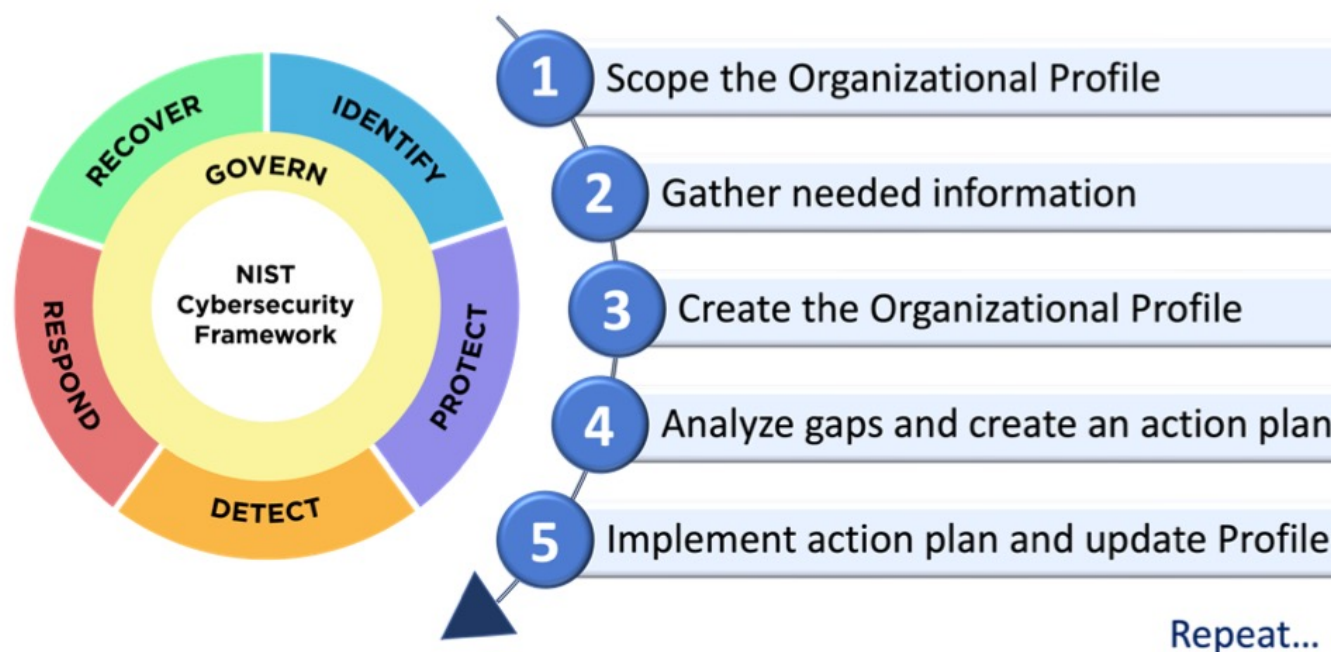 RECOVER
IDENTIFY
GOVERN
NIST
Cybersecurity
Framework
RESPOND
PROTECT
DETECT
1 Scope the Organizational Profile
2 Gather needed information
3 Create the Organizational Profile
4 Analyze gaps and create an action plan
5 Implement action plan and update Profile
Repeat...